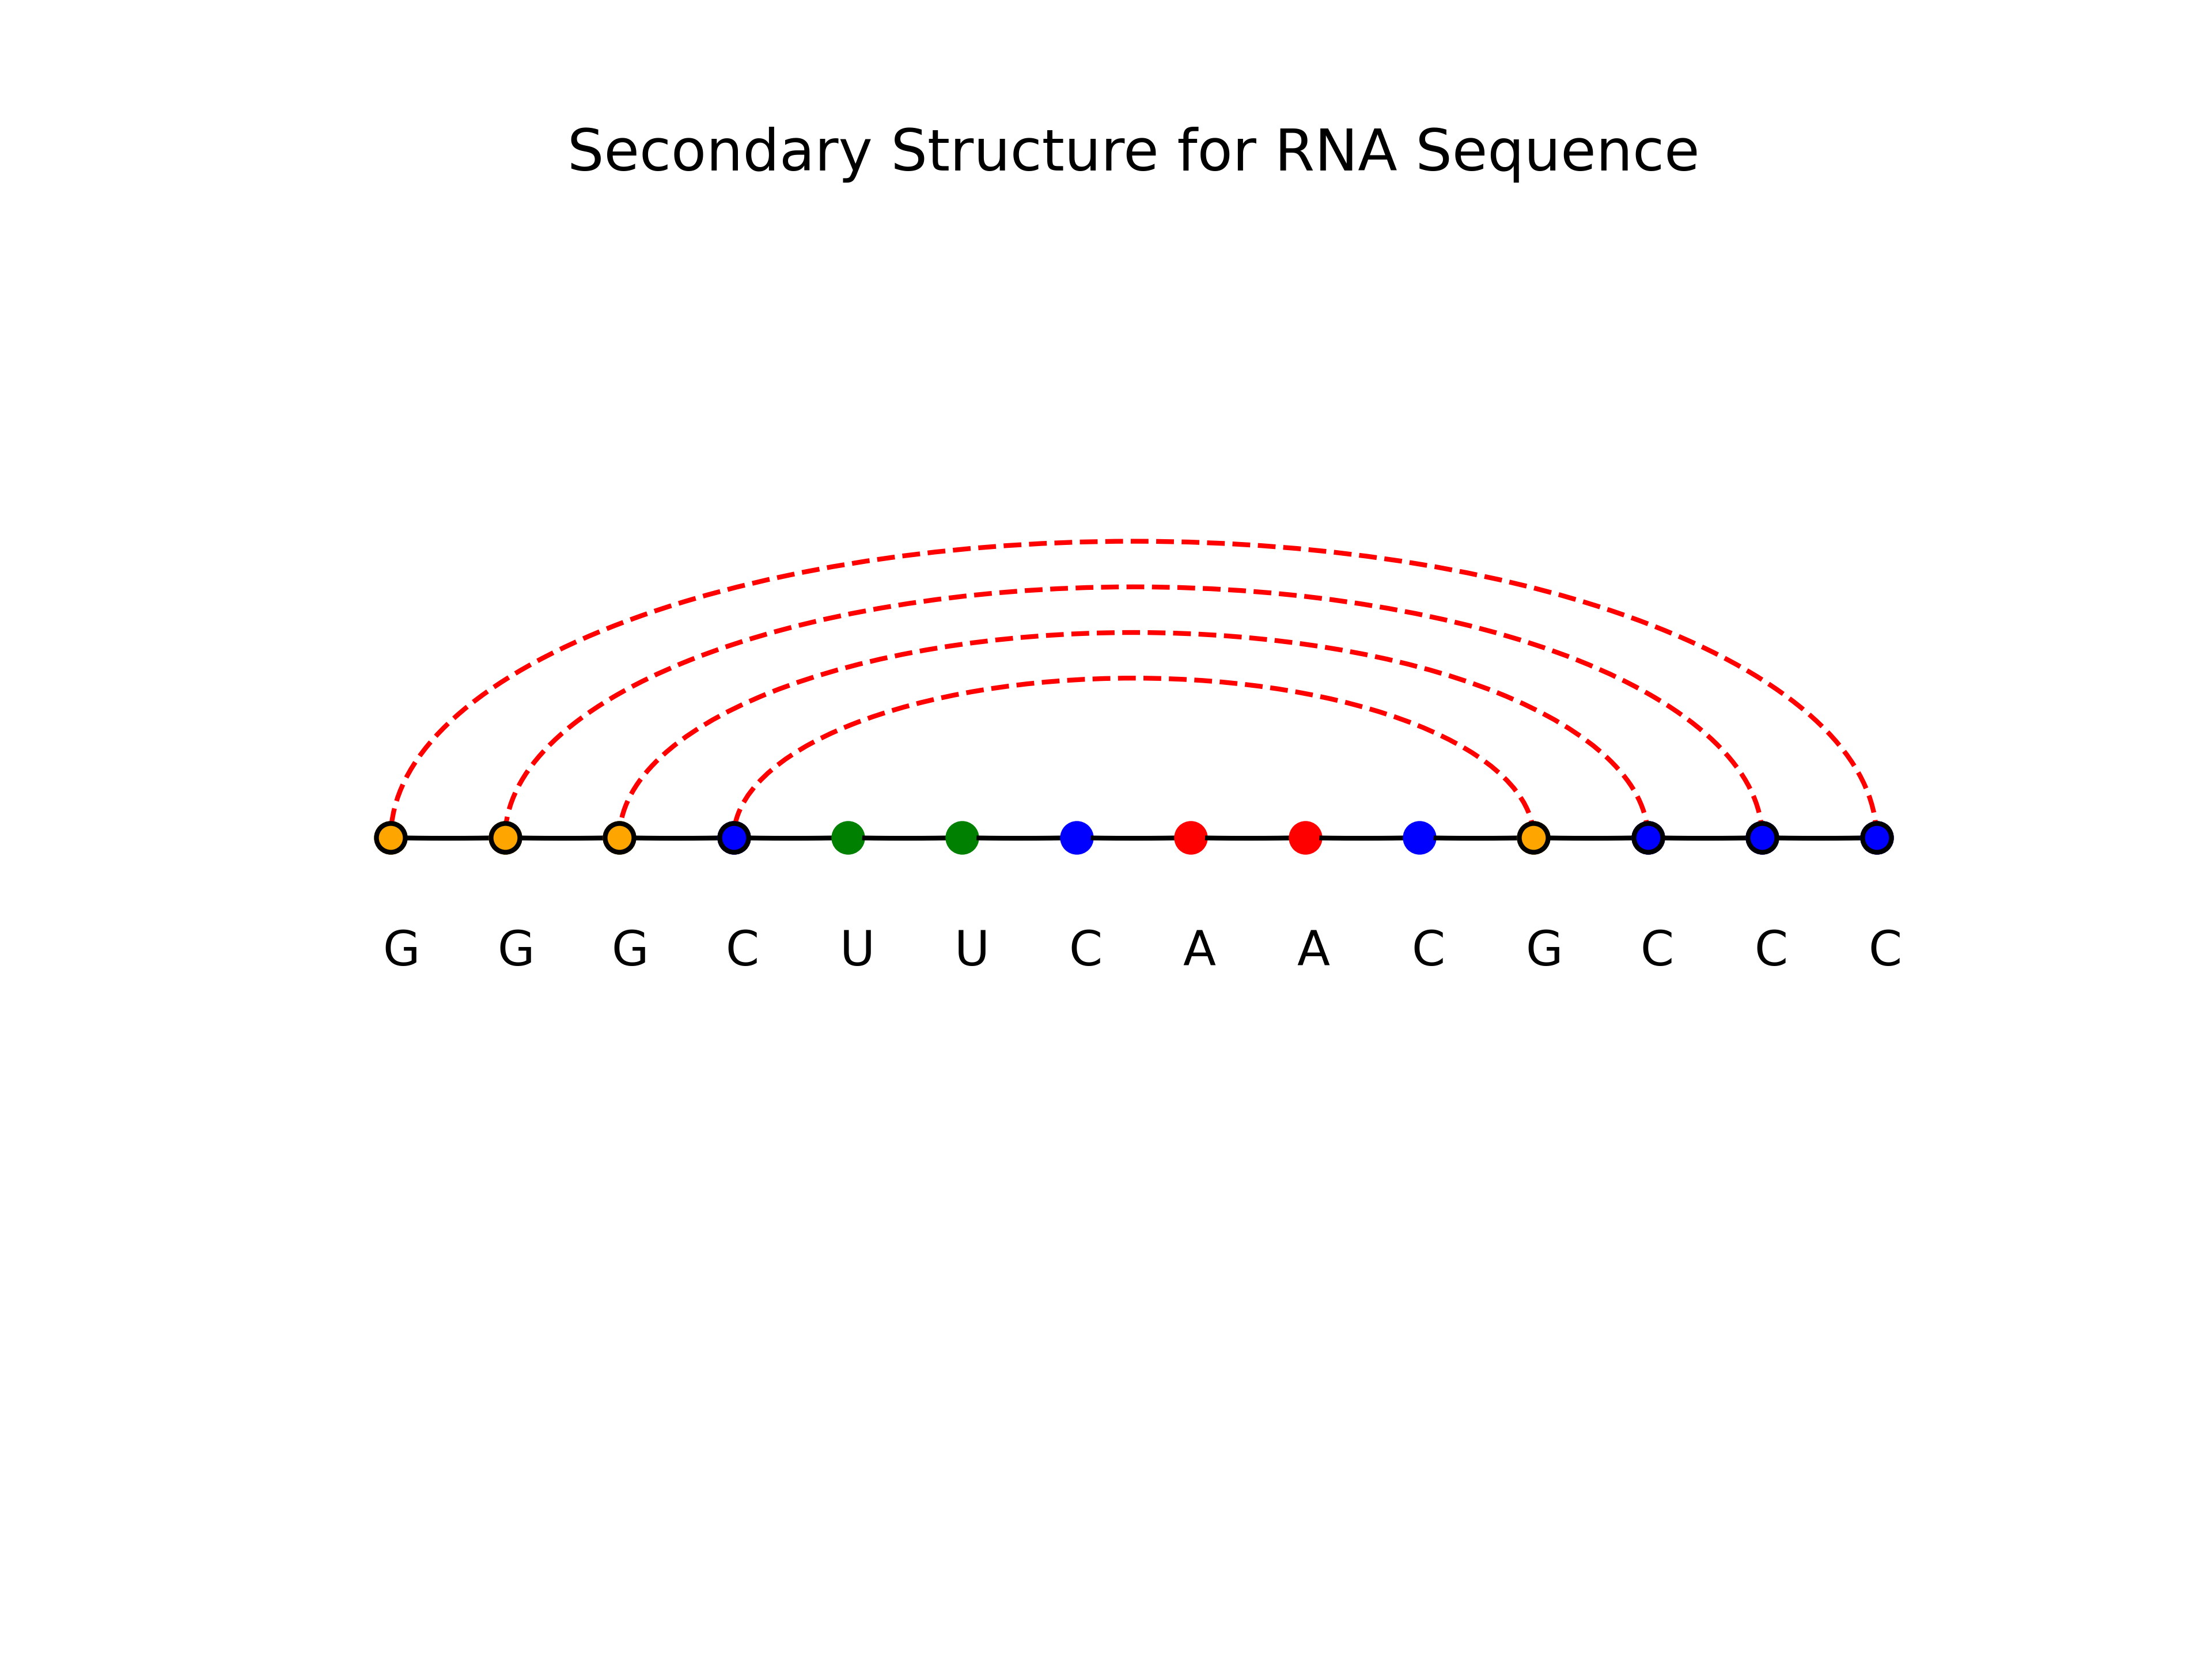 Secondary Structure for RNA Sequence
G G G C U U C A A C G C C C